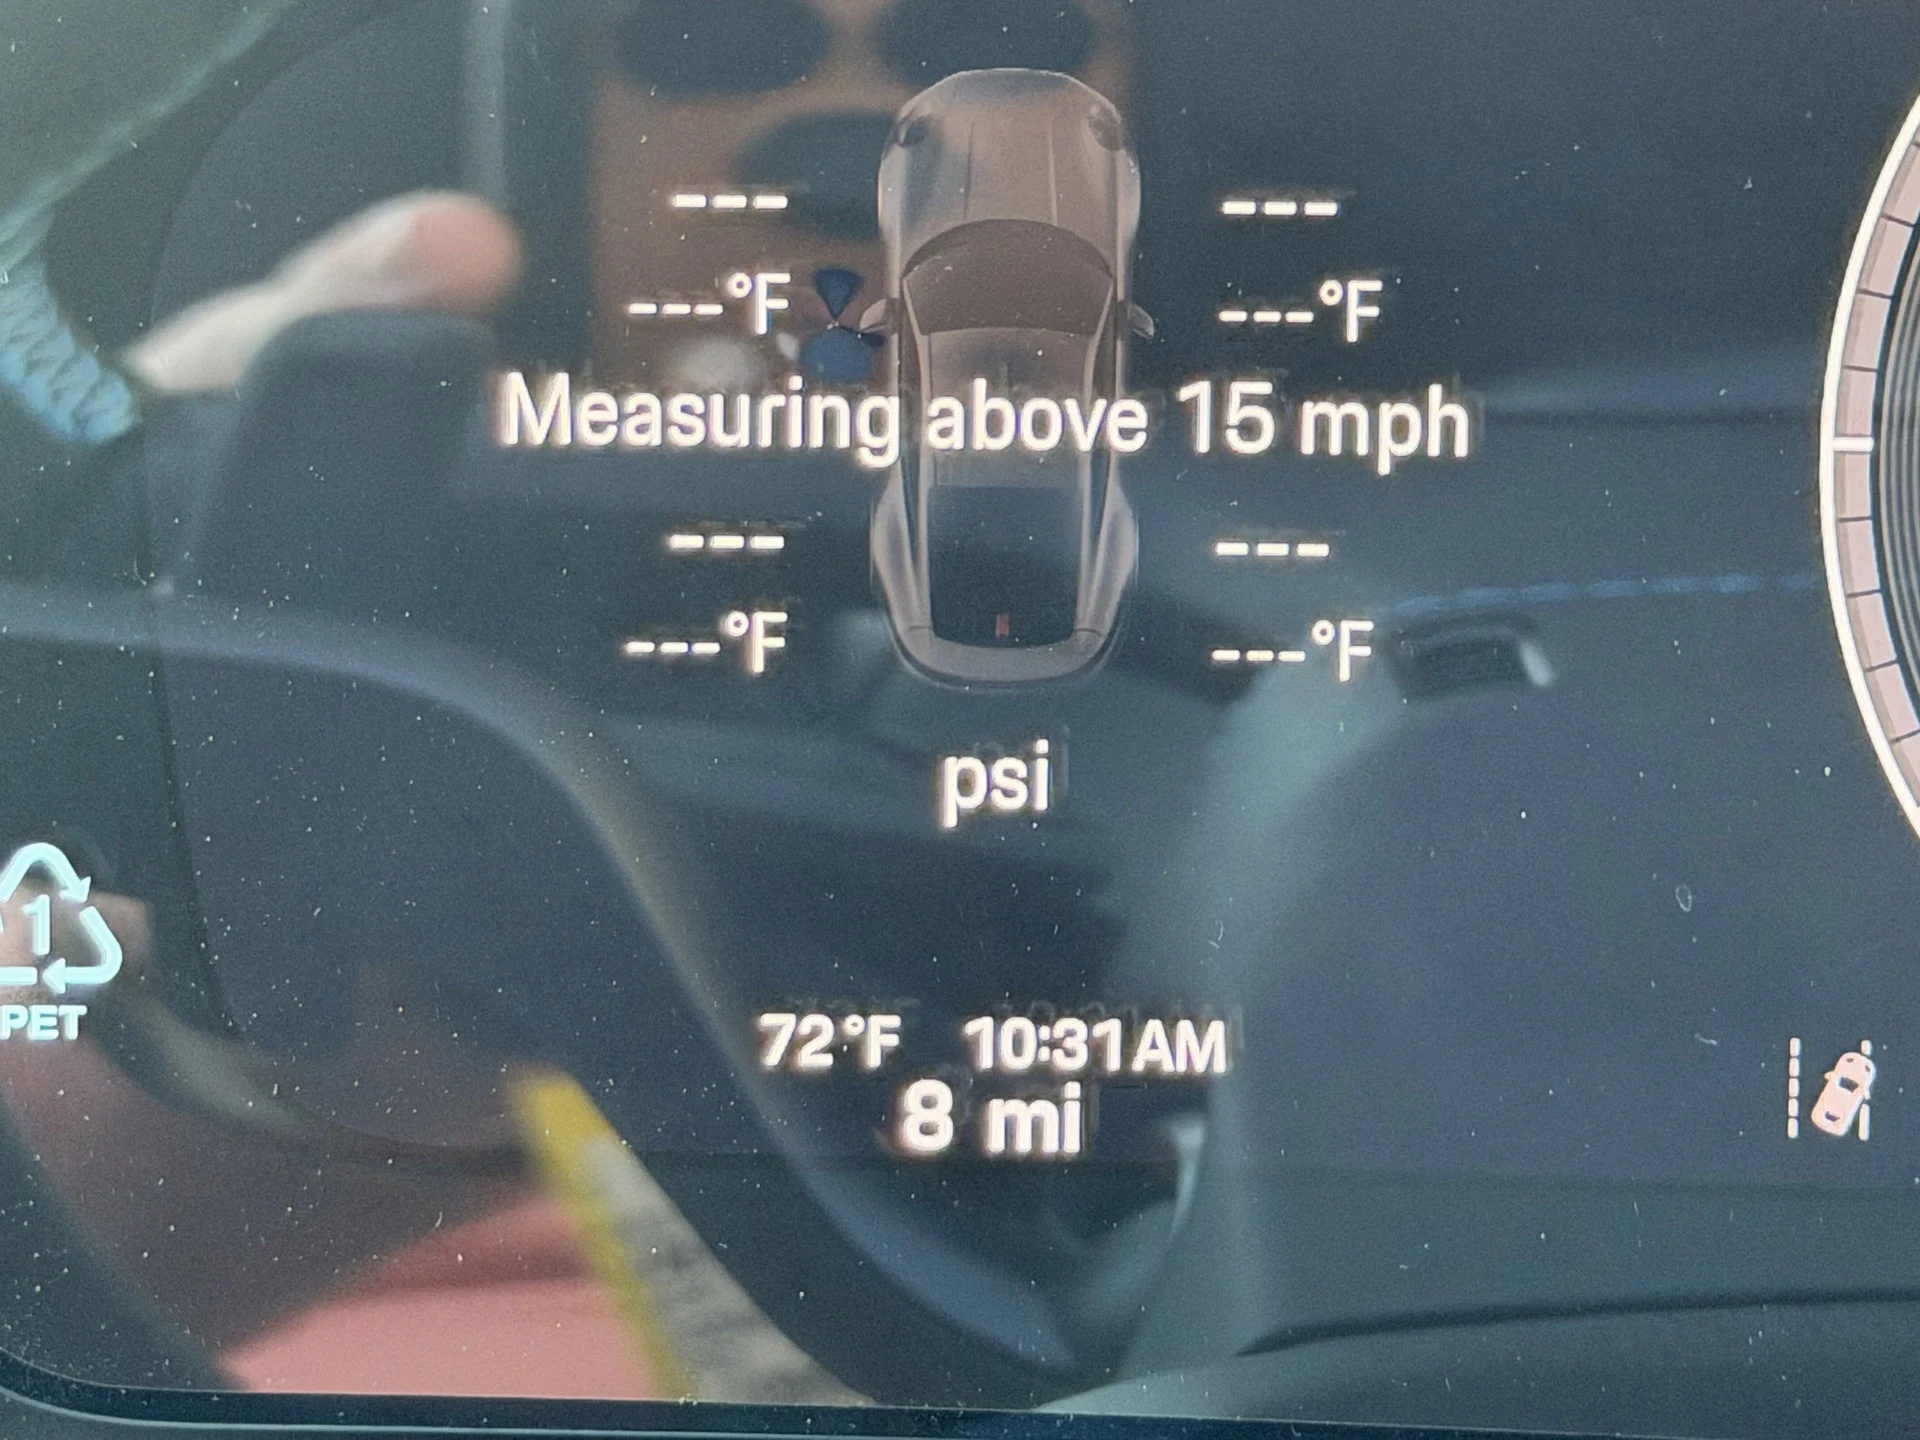 --- ---
---°F ---°F
Measuring above 15 mph
--- ---
---°F ---°F
psi
1
PET
72°F 10:31AM
8 mi